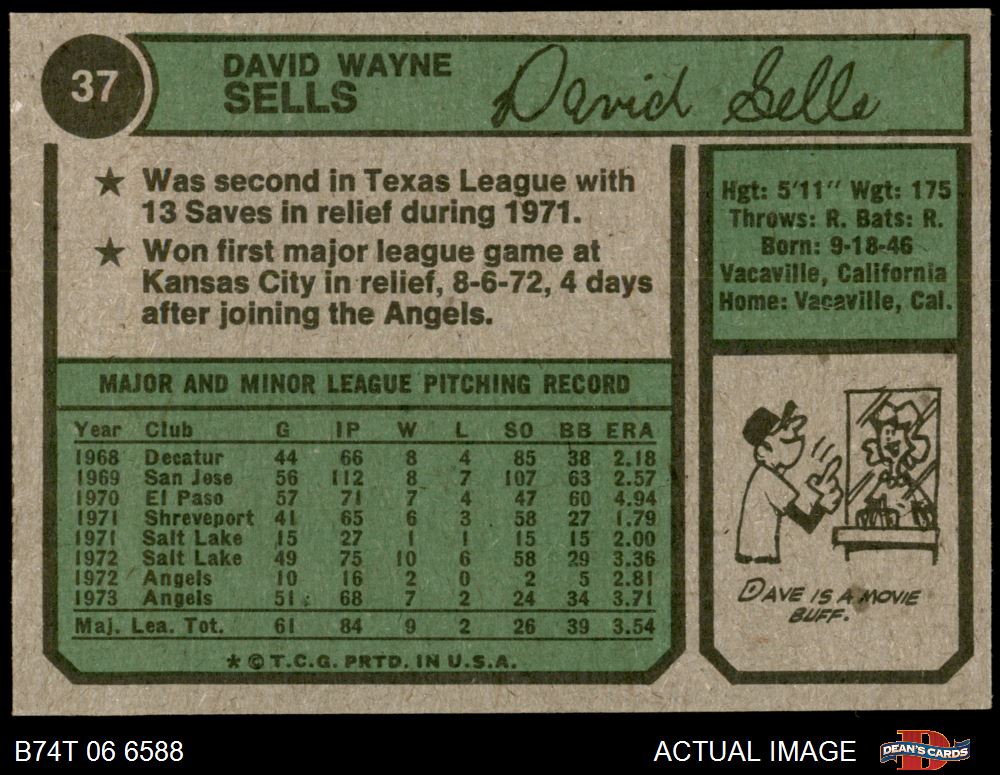 37
DAVID WAYNE
SELLS
David Sells
★ Was second in Texas League with
13 Saves in relief during 1971.
★ Won first major league game at
Kansas City in relief, 8-6-72, 4 days
after joining the Angels.
Hgt: 5'11" Wgt: 175
Throws: R. Bats: R.
Born: 9-18-46
Vacaville, California
Home: Vacaville, Cal.
MAJOR AND MINOR LEAGUE PITCHING RECORD
Year Club G IP W L SO BB ERA
1968 Decatur 44 66 8 4 85 38 2.18
1969 San Jose 56 112 8 7 107 63 2.57
1970 El Paso 57 71 7 4 47 60 4.94
1971 Shreveport 41 65 6 3 58 27 1.79
1971 Salt Lake 15 27 1 1 15 15 2.00
1972 Salt Lake 49 75 10 6 58 29 3.36
1972 Angels 10 16 2 0 2 5 2.81
1973 Angels 51 68 7 2 24 34 3.71
Maj. Lea. Tot. 61 84 9 2 26 39 3.54
* © T.C.G. PRTD. IN U.S.A.
DAVE IS A MOVIE
BUFF.
B74T 06 6588
ACTUAL IMAGE
D
DEAN'S CARDS